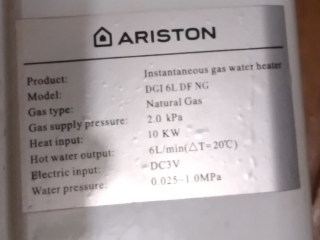 ARISTON
Product: Instantaneous gas water heater
Model: DGI 6L DF NG
Gas type: Natural Gas
Gas supply pressure: 2.0 kPa
Heat input: 10 KW
Hot water output: 6L/min(△T=20℃)
Electric input: DC3V
Water pressure: 0.025~1.0MPa